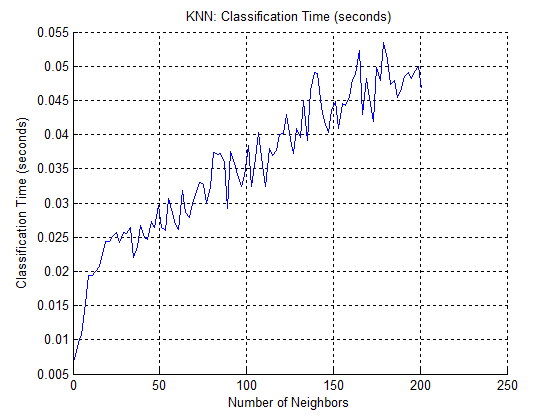 KNN: Classification Time (seconds)
0.055
0.05
0.045
0.04
0.035
0.03
0.025
0.02
0.015
0.01
0.005
Classification Time (seconds)
0 50 100 150 200 250
Number of Neighbors